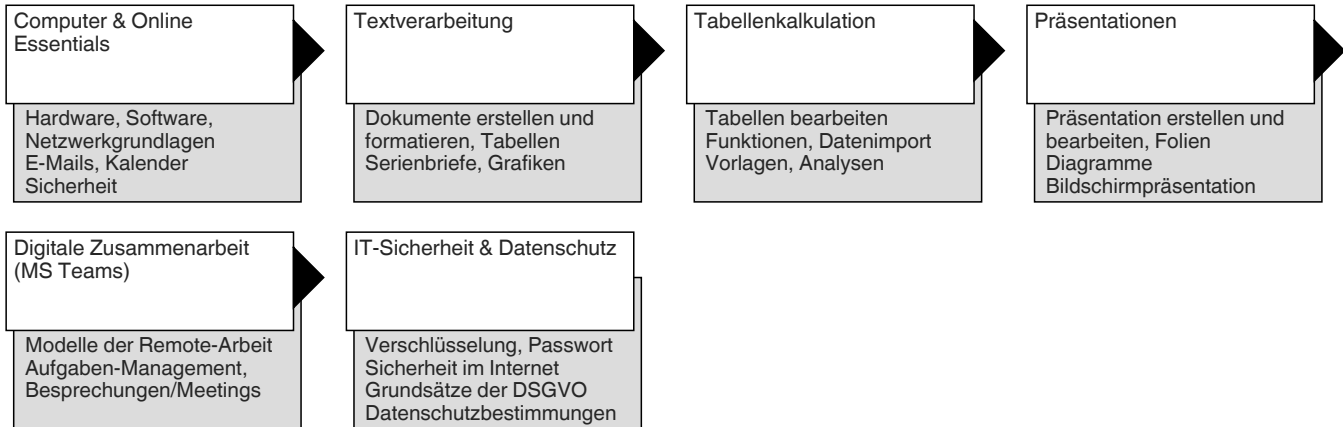 Computer & Online
Essentials
Hardware, Software,
Netzwerkgrundlagen
E-Mails, Kalender
Sicherheit
Textverarbeitung
Dokumente erstellen und
formatieren, Tabellen
Serienbriefe, Grafiken
Tabellenkalkulation
Tabellen bearbeiten
Funktionen, Datenimport
Vorlagen, Analysen
Präsentationen
Präsentation erstellen und
bearbeiten, Folien
Diagramme
Bildschirmpräsentation
Digitale Zusammenarbeit
(MS Teams)
Modelle der Remote-Arbeit
Aufgaben-Management,
Besprechungen/Meetings
IT-Sicherheit & Datenschutz
Verschlüsselung, Passwort
Sicherheit im Internet
Grundsätze der DSGVO
Datenschutzbestimmungen